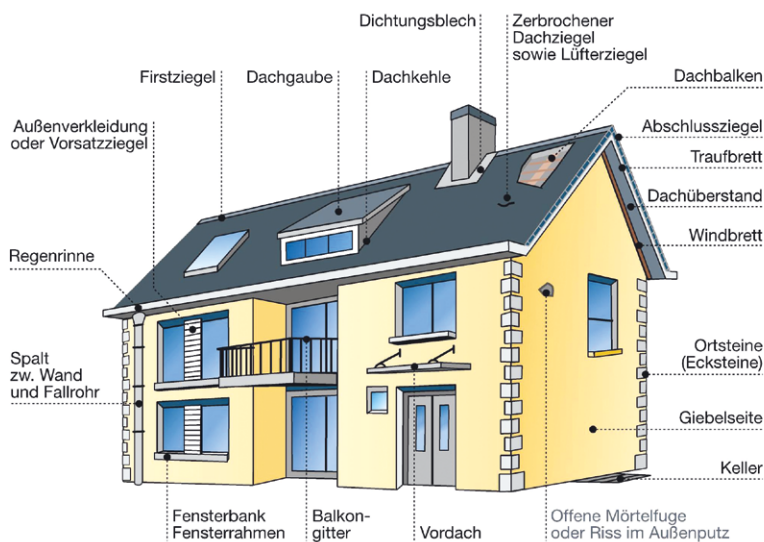 Dichtungsblech
Zerbrochener
Dachziegel
sowie Lüfterziegel
Firstziegel
Dachgaube
Dachkehle
Dachbalken
Außenverkleidung
oder Vorsatzziegel
Abschlussziegel
Traufbrett
Dachüberstand
Windbrett
Regenrinne
Spalt
zw. Wand
und Fallrohr
Ortsteine
(Ecksteine)
Giebelseite
Keller
Fensterbank
Fensterrahmen
Balkon-
gitter
Vordach
Offene Mörtelfuge
oder Riss im Außenputz